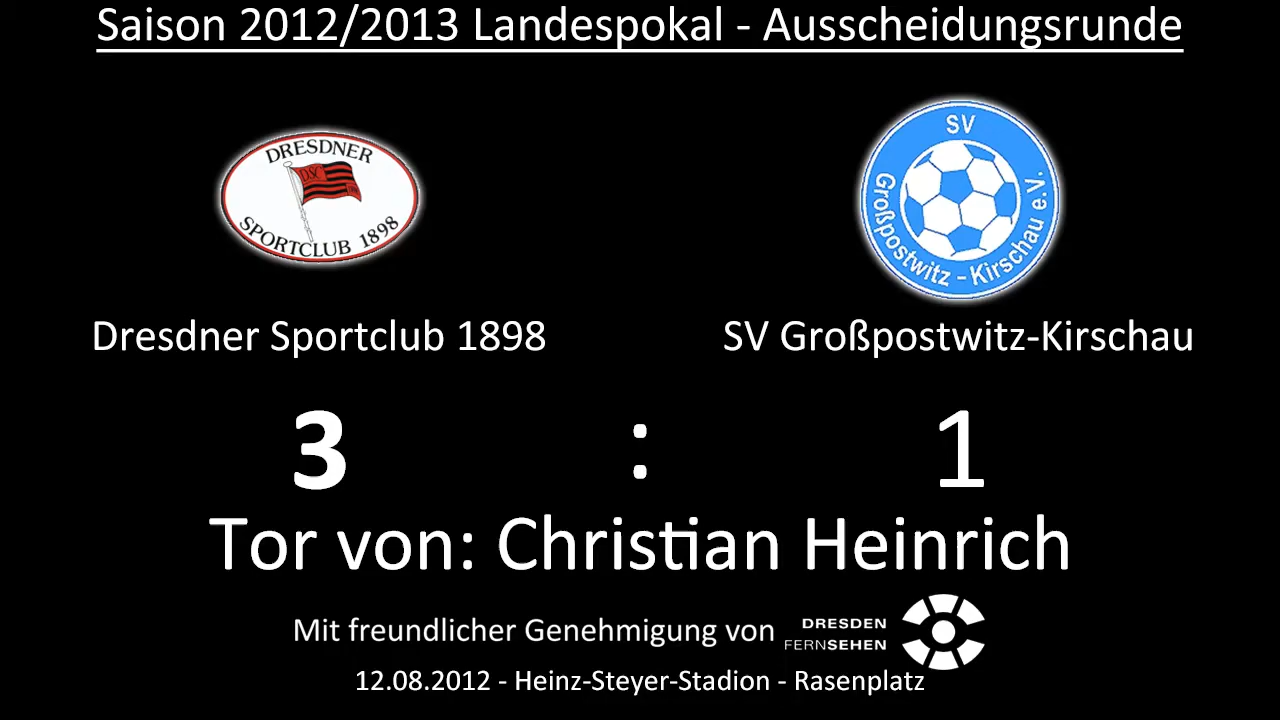 Saison 2012/2013 Landespokal - Ausscheidungsrunde
DRESDNER
DSC
SPORTCLUB 1898
SV
Großpostwitz - Kirschau e.V.
Dresdner Sportclub 1898
SV Großpostwitz-Kirschau
3 : 1
Tor von: Christian Heinrich
Mit freundlicher Genehmigung von
DRESDEN
FERNSEHEN
12.08.2012 - Heinz-Steyer-Stadion - Rasenplatz